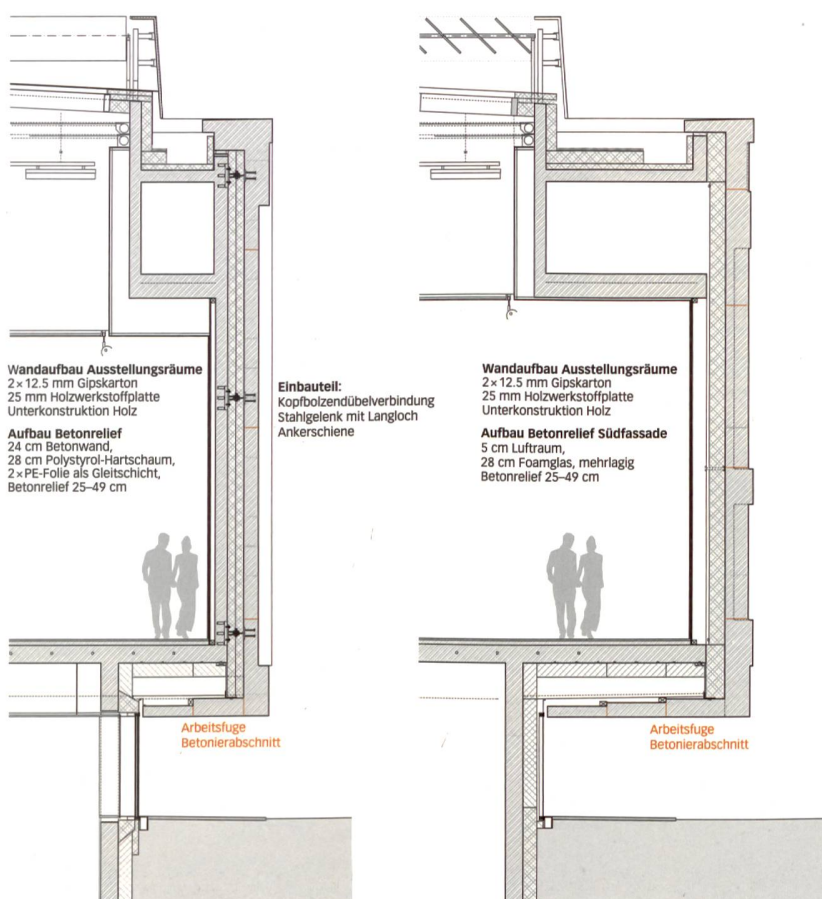 Wandaufbau Ausstellungsräume
2×12.5 mm Gipskarton
25 mm Holzwerkstoffplatte
Unterkonstruktion Holz
Aufbau Betonrelief
24 cm Betonwand,
28 cm Polystyrol-Hartschaum,
2×PE-Folie als Gleitschicht,
Betonrelief 25–49 cm
Einbauteil:
Kopfbolzendübelverbindung
Stahlgelenk mit Langloch
Ankerschiene
Arbeitsfuge
Betonierabschnitt
Wandaufbau Ausstellungsräume
2×12.5 mm Gipskarton
25 mm Holzwerkstoffplatte
Unterkonstruktion Holz
Aufbau Betonrelief Südfassade
5 cm Luftraum,
28 cm Foamglas, mehrlagig
Betonrelief 25–49 cm
Arbeitsfuge
Betonierabschnitt